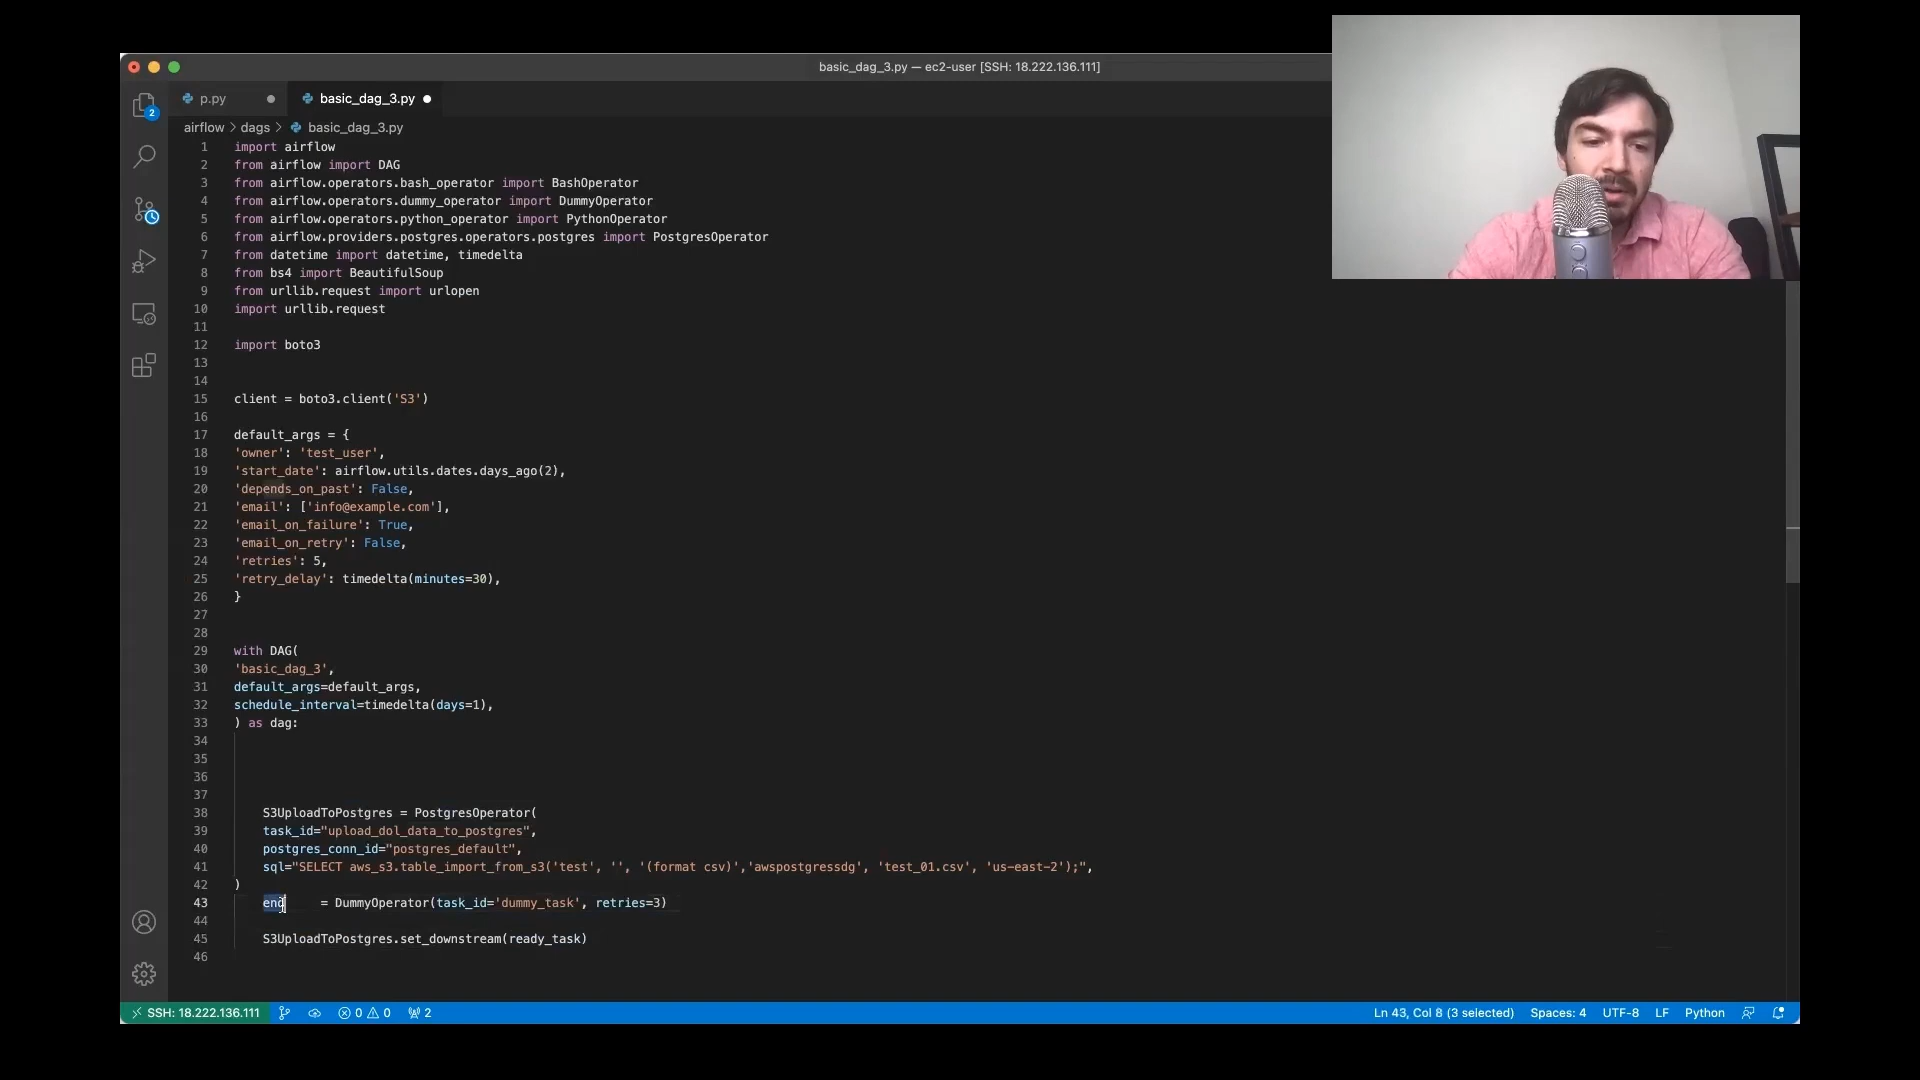 basic_dag_3.py — ec2-user [SSH: 18.222.136.111]
p.py
basic_dag_3.py
2
airflow > dags > basic_dag_3.py
1 import airflow
2 from airflow import DAG
3 from airflow.operators.bash_operator import BashOperator
4 from airflow.operators.dummy_operator import DummyOperator
5 from airflow.operators.python_operator import PythonOperator
6 from airflow.providers.postgres.operators.postgres import PostgresOperator
7 from datetime import datetime, timedelta
8 from bs4 import BeautifulSoup
9 from urllib.request import urlopen
10 import urllib.request
11
12 import boto3
13
14
15 client = boto3.client('S3')
16
17 default_args = {
18 'owner': 'test_user',
19 'start_date': airflow.utils.dates.days_ago(2),
20 'depends_on_past': False,
21 'email': ['info@example.com'],
22 'email_on_failure': True,
23 'email_on_retry': False,
24 'retries': 5,
25 'retry_delay': timedelta(minutes=30),
26 }
27
28
29 with DAG(
30 'basic_dag_3',
31 default_args=default_args,
32 schedule_interval=timedelta(days=1),
33 ) as dag:
34
35
36
37
38 S3UploadToPostgres = PostgresOperator(
39 task_id="upload_dol_data_to_postgres",
40 postgres_conn_id="postgres_default",
41 sql="SELECT aws_s3.table_import_from_s3('test', '', '(format csv)','awspostgressdg', 'test_01.csv', 'us-east-2');",
42 )
43 end = DummyOperator(task_id='dummy_task', retries=3)
44
45 S3UploadToPostgres.set_downstream(ready_task)
46
SSH: 18.222.136.111 0 0 2 Ln 43, Col 8 (3 selected) Spaces: 4 UTF-8 LF Python